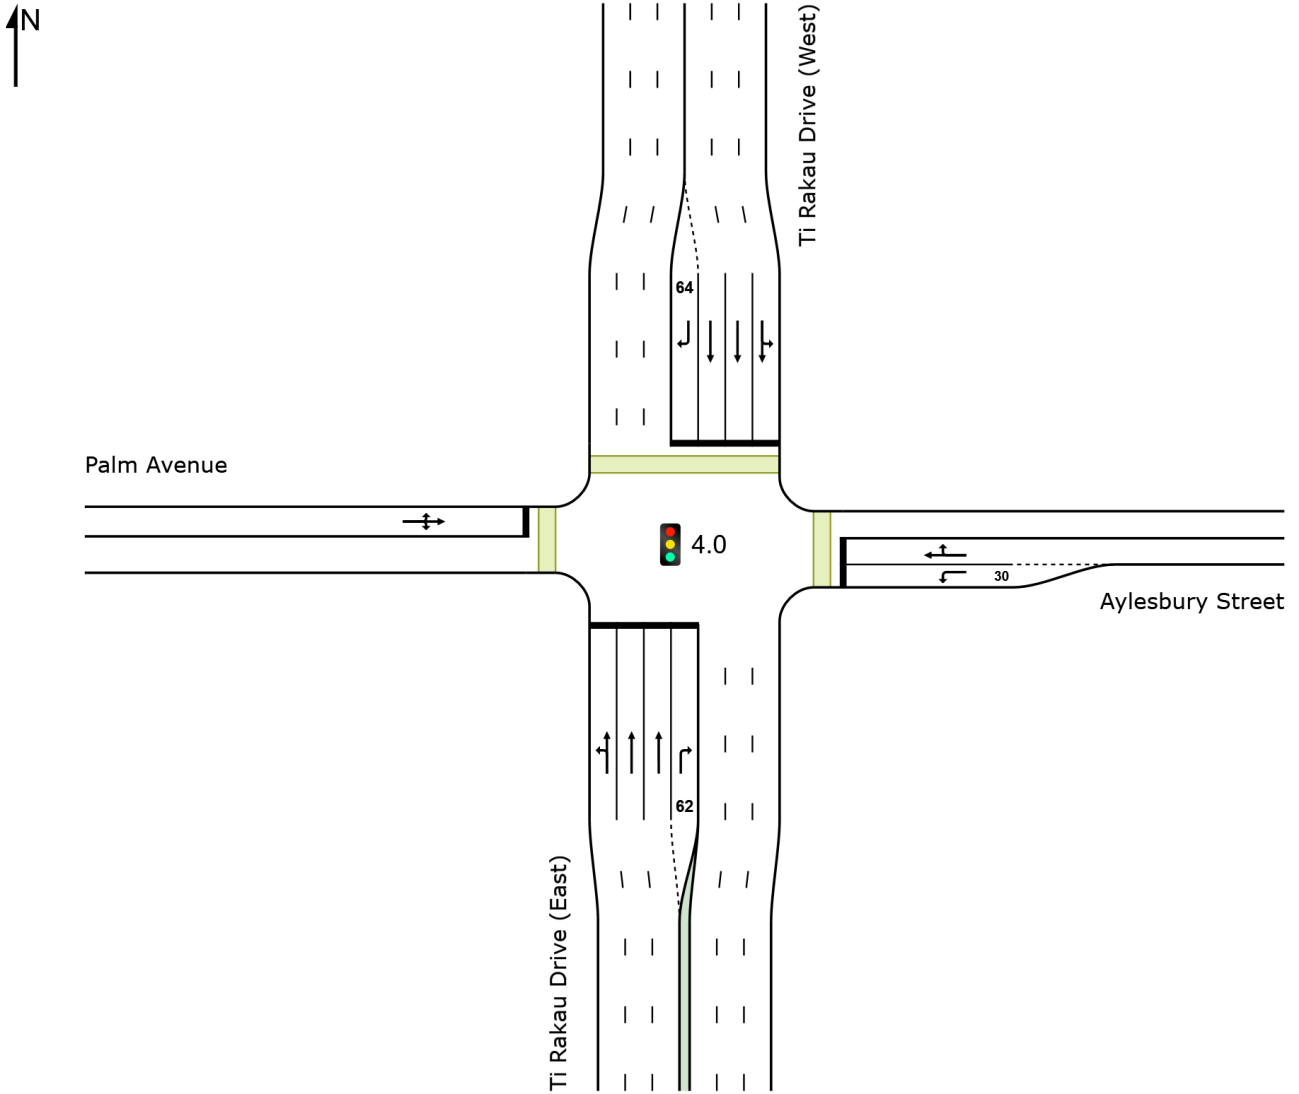 N
Ti Rakau Drive (West)
64
Palm Avenue
4.0
30
Aylesbury Street
62
Ti Rakau Drive (East)